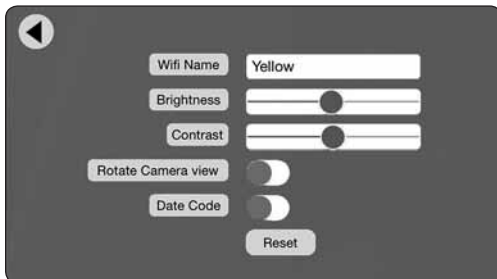 Wifi Name Yellow
Brightness
Contrast
Rotate Camera view
Date Code
Reset